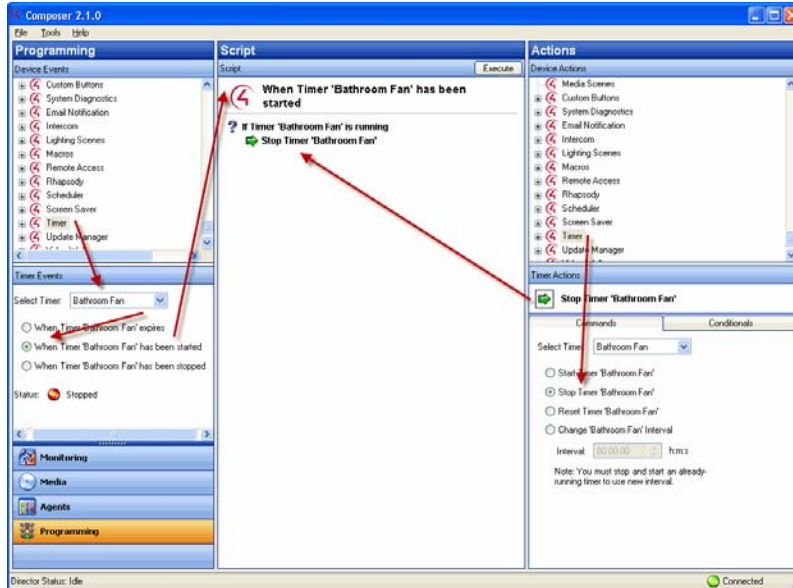 Composer 2.1.0
File Tools Help
Programming
Device Events
Custom Buttons
System Diagnostics
Email Notification
Intercom
Lighting Scenes
Macros
Remote Access
Rhapsody
Scheduler
Screen Saver
Timer
Update Manager
Timer Events
Select Timer: Bathroom Fan
When Timer 'Bathroom Fan' expires
When Timer 'Bathroom Fan' has been started
When Timer 'Bathroom Fan' has been stopped
Status: Stopped
Monitoring
Media
Agents
Programming
Script
Script Execute
When Timer 'Bathroom Fan' has been
started
If Timer 'Bathroom Fan' is running
Stop Timer 'Bathroom Fan'
Actions
Device Actions
Media Scenes
Custom Buttons
System Diagnostics
Email Notification
Intercom
Lighting Scenes
Macros
Remote Access
Rhapsody
Scheduler
Screen Saver
Timer
Update Manager
Timer Actions
Stop Timer 'Bathroom Fan'
Commands Conditionals
Select Timer: Bathroom Fan
Start Timer 'Bathroom Fan'
Stop Timer 'Bathroom Fan'
Reset Timer 'Bathroom Fan'
Change 'Bathroom Fan' Interval
Interval 00:00:00 h:m:s
Note: You must stop and start an already-
running timer to use new interval.
Director Status: Idle
Connected